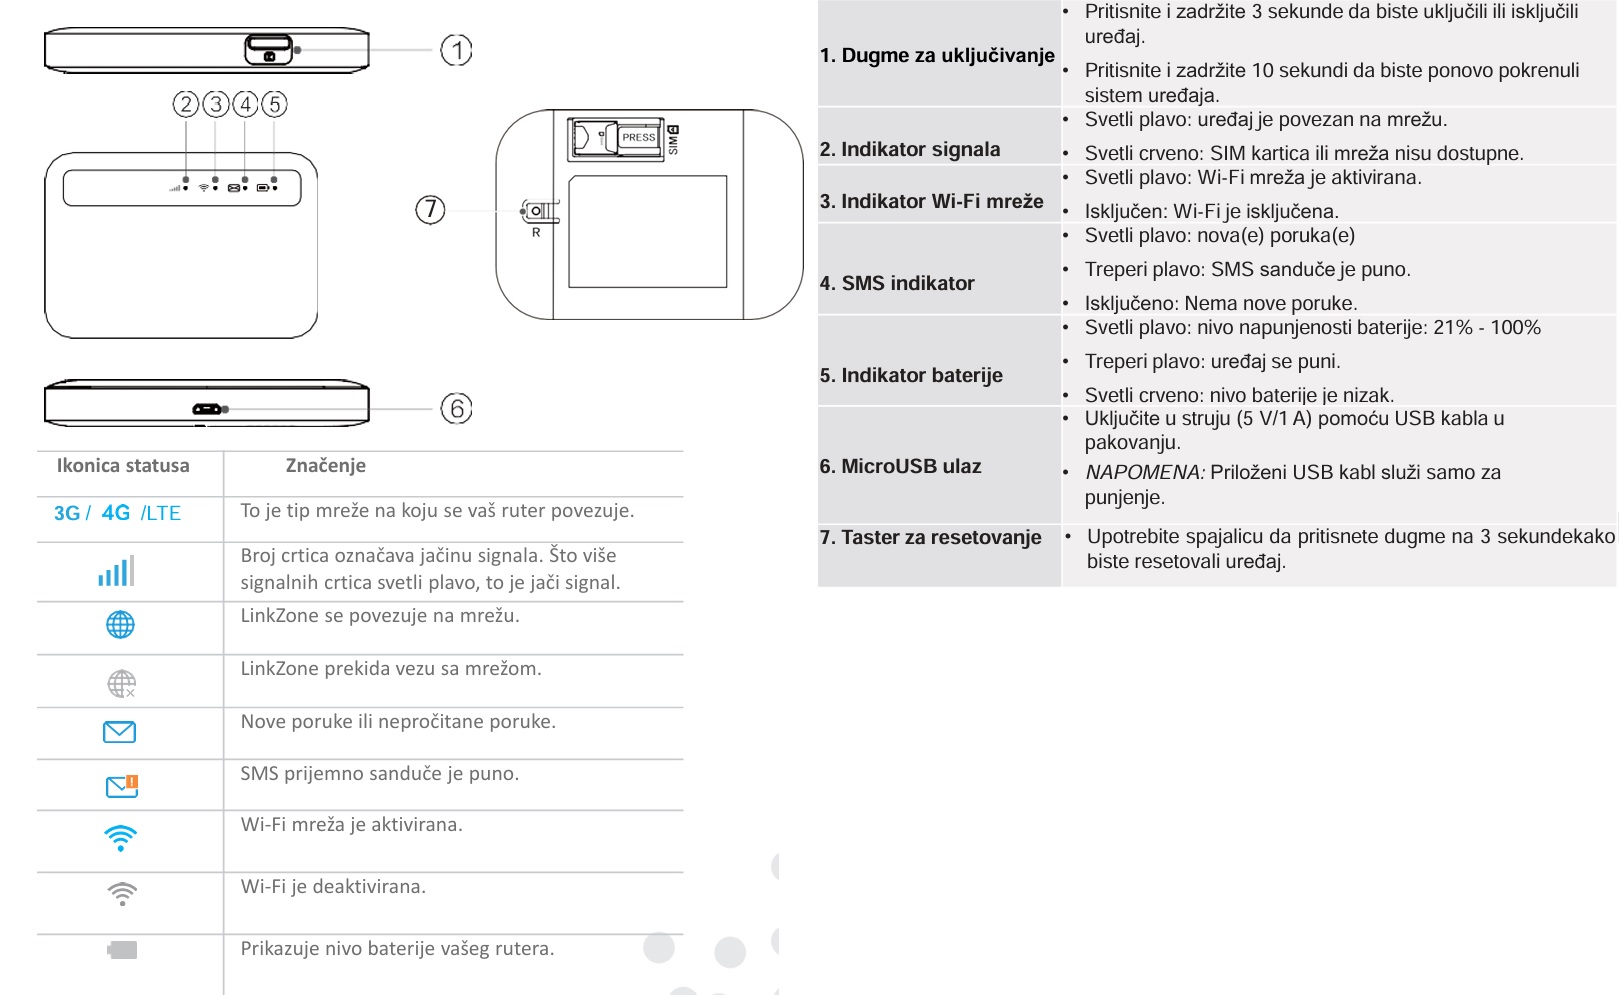 1
2 3 4 5
PRESS
SIM
7
R
6
Ikonica statusa Značenje
3G / 4G /LTE To je tip mreže na koju se vaš ruter povezuje.
Broj crtica označava jačinu signala. Što više
signalnih crtica svetli plavo, to je jači signal.
LinkZone se povezuje na mrežu.
LinkZone prekida vezu sa mrežom.
Nove poruke ili nepročitane poruke.
SMS prijemno sanduče je puno.
Wi-Fi mreža je aktivirana.
Wi-Fi je deaktivirana.
Prikazuje nivo baterije vašeg rutera.
1. Dugme za uključivanje
• Pritisnite i zadržite 3 sekunde da biste uključili ili isključili
uređaj.
• Pritisnite i zadržite 10 sekundi da biste ponovo pokrenuli
sistem uređaja.
2. Indikator signala
• Svetli plavo: uređaj je povezan na mrežu.
• Svetli crveno: SIM kartica ili mreža nisu dostupne.
3. Indikator Wi-Fi mreže
• Svetli plavo: Wi-Fi mreža je aktivirana.
• Isključen: Wi-Fi je isključena.
4. SMS indikator
• Svetli plavo: nova(e) poruka(e)
• Treperi plavo: SMS sanduče je puno.
• Isključeno: Nema nove poruke.
5. Indikator baterije
• Svetli plavo: nivo napunjenosti baterije: 21% - 100%
• Treperi plavo: uređaj se puni.
• Svetli crveno: nivo baterije je nizak.
6. MicroUSB ulaz
• Uključite u struju (5 V/1 A) pomoću USB kabla u
pakovanju.
• NAPOMENA: Priloženi USB kabl služi samo za
punjenje.
7. Taster za resetovanje
• Upotrebite spajalicu da pritisnete dugme na 3 sekundekako
biste resetovali uređaj.